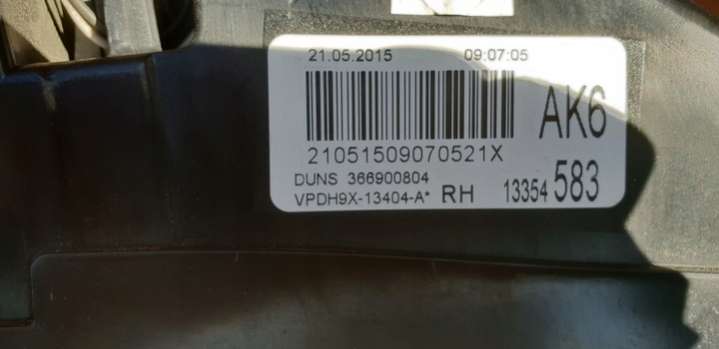 21.05.2015 09:07:05
AK6
21051509070521X
DUNS 366900804
VPDH9X-13404-A* RH 13354 583